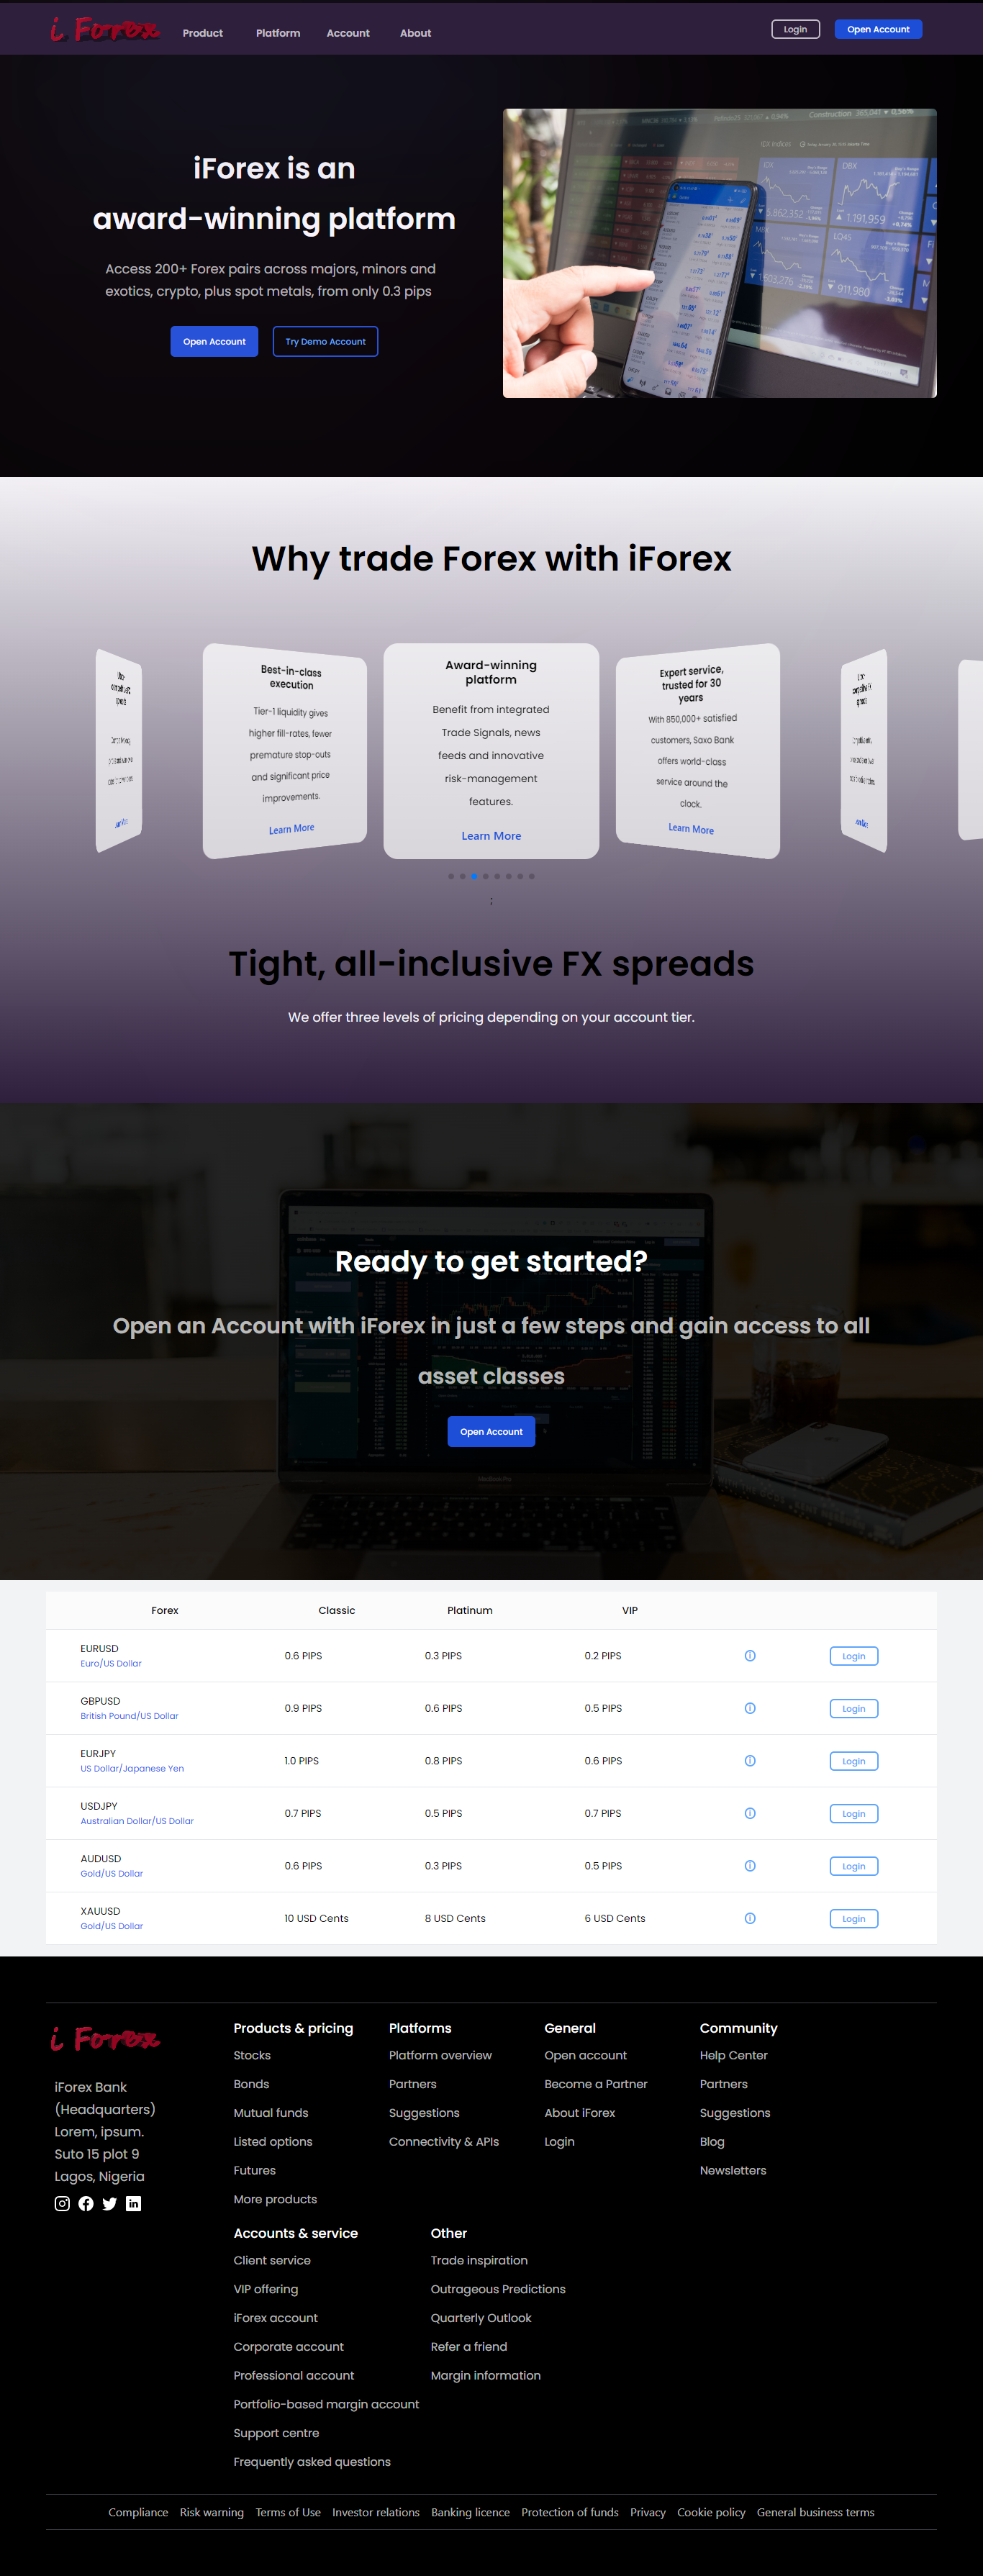 i Forex
Product Platform Account About
Login
Open Account
iForex is an
award-winning platform
Access 200+ Forex pairs across majors, minors and
exotics, crypto, plus spot metals, from only 0.3 pips
Open Account
Try Demo Account
Why trade Forex with iForex
Best-in-class
execution
Tier-1 liquidity gives
higher fill-rates, fewer
premature stop-outs
and significant price
improvements.
Learn More
Award-winning
platform
Benefit from integrated
Trade Signals, news
feeds and innovative
risk-management
features.
Learn More
Expert service,
trusted for 30
years
With 850,000+ satisfied
customers, Saxo Bank
offers world-class
service around the
clock.
Learn More
;
Tight, all-inclusive FX spreads
We offer three levels of pricing depending on your account tier.
Ready to get started?
Open an Account with iForex in just a few steps and gain access to all
asset classes
Open Account
Forex Classic Platinum VIP
EURUSD
Euro/US Dollar
0.6 PIPS 0.3 PIPS 0.2 PIPS Login
GBPUSD
British Pound/US Dollar
0.9 PIPS 0.6 PIPS 0.5 PIPS Login
EURJPY
US Dollar/Japanese Yen
1.0 PIPS 0.8 PIPS 0.6 PIPS Login
USDJPY
Australian Dollar/US Dollar
0.7 PIPS 0.5 PIPS 0.7 PIPS Login
AUDUSD
Gold/US Dollar
0.6 PIPS 0.3 PIPS 0.5 PIPS Login
XAUUSD
Gold/US Dollar
10 USD Cents 8 USD Cents 6 USD Cents Login
i Forex
iForex Bank
(Headquarters)
Lorem, ipsum.
Suto 15 plot 9
Lagos, Nigeria
Products & pricing
Stocks
Bonds
Mutual funds
Listed options
Futures
More products
Platforms
Platform overview
Partners
Suggestions
Connectivity & APIs
General
Open account
Become a Partner
About iForex
Login
Community
Help Center
Partners
Suggestions
Blog
Newsletters
Accounts & service
Client service
VIP offering
iForex account
Corporate account
Professional account
Portfolio-based margin account
Support centre
Frequently asked questions
Other
Trade inspiration
Outrageous Predictions
Quarterly Outlook
Refer a friend
Margin information
Compliance Risk warning Terms of Use Investor relations Banking licence Protection of funds Privacy Cookie policy General business terms